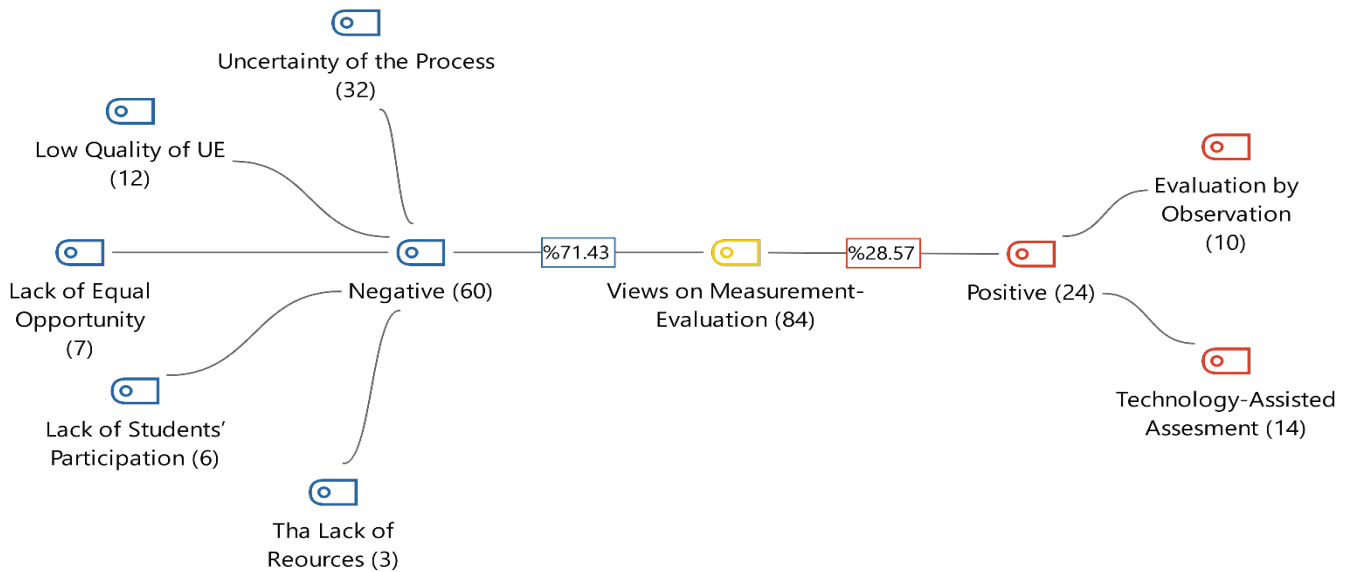 Uncertainty of the Process
(32)
Low Quality of UE
(12)
Lack of Equal
Opportunity
(7)
Lack of Students’
Participation (6)
Tha Lack of
Reources (3)
Negative (60)
%71.43
Views on Measurement-
Evaluation (84)
%28.57
Positive (24)
Evaluation by
Observation
(10)
Technology-Assisted
Assesment (14)